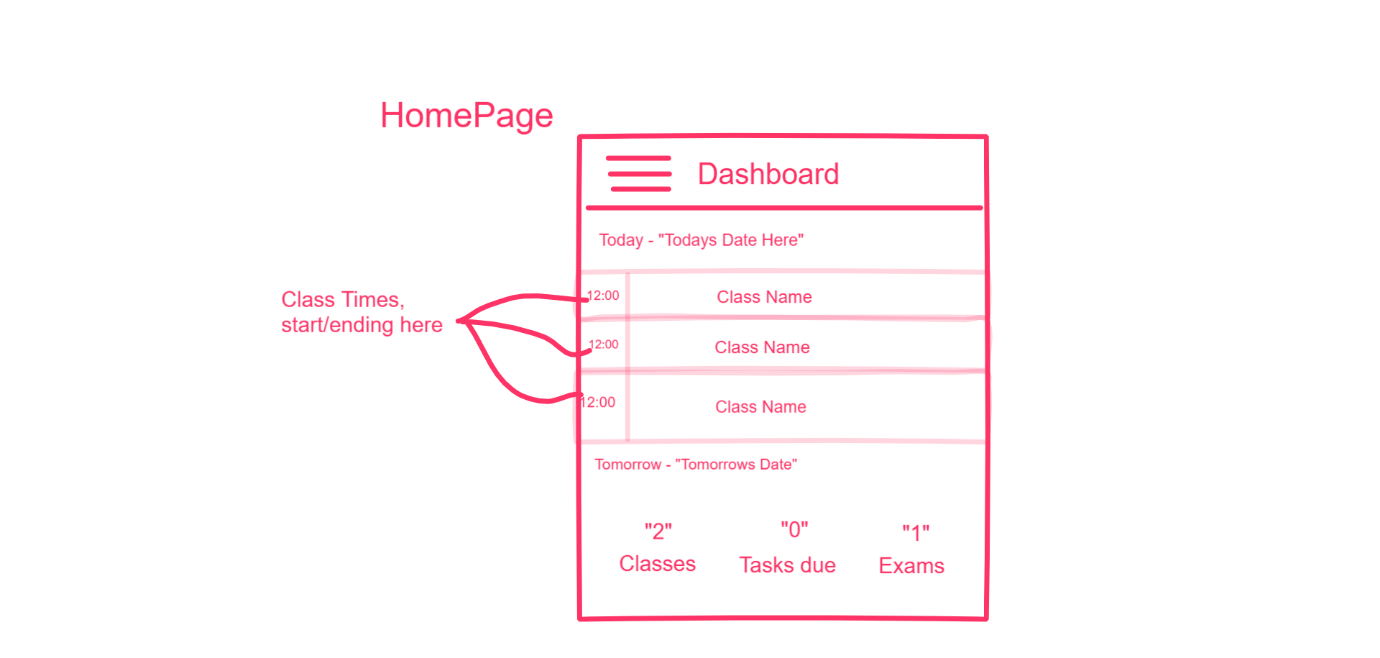 HomePage
Dashboard
Today - "Todays Date Here"
Class Times,
start/ending here
12:00
Class Name
12:00
Class Name
12:00
Class Name
Tomorrow - "Tomorrows Date"
"2"
"0"
"1"
Classes
Tasks due
Exams